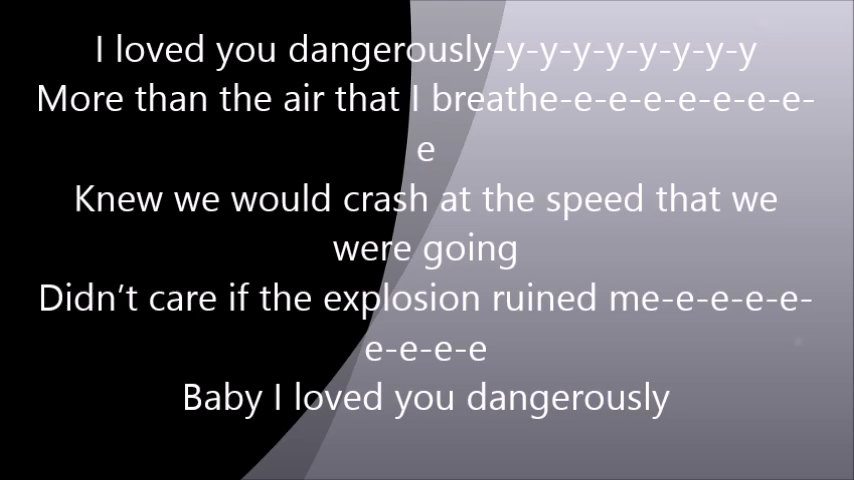 I loved you dangerously-y-y-y-y-y-y-y-y
More than the air that I breathe-e-e-e-e-e-e-e-
e
Knew we would crash at the speed that we
were going
Didn’t care if the explosion ruined me-e-e-e-e-
e-e-e-e
Baby I loved you dangerously